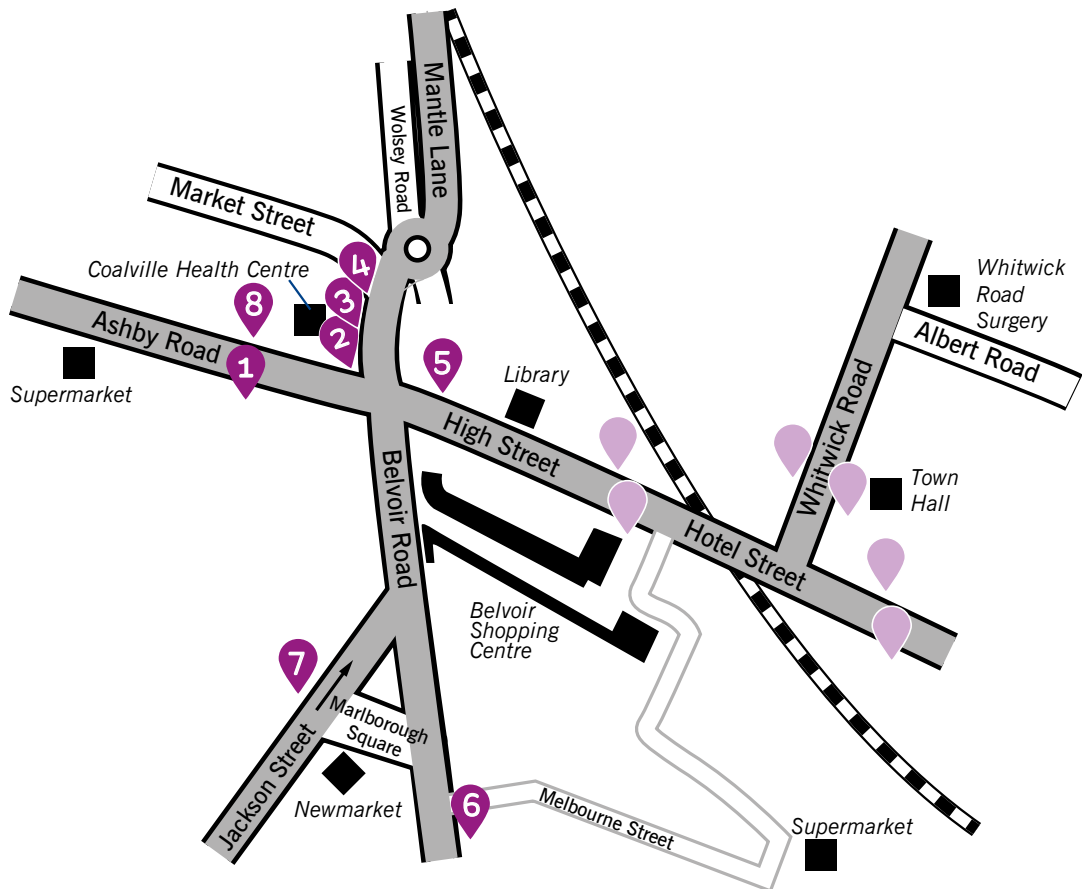 Mantle Lane
Wolsey Road
Market Street
Coalville Health Centre
4
3
2
8
1
Ashby Road
Supermarket
5
Library
High Street
Whitwick
Road
Surgery
Albert Road
Whitwick Road
Town
Hall
Hotel Street
Belvoir Road
Belvoir
Shopping
Centre
7
Marlborough
Square
Jackson Street
Newmarket
6
Melbourne Street
Supermarket